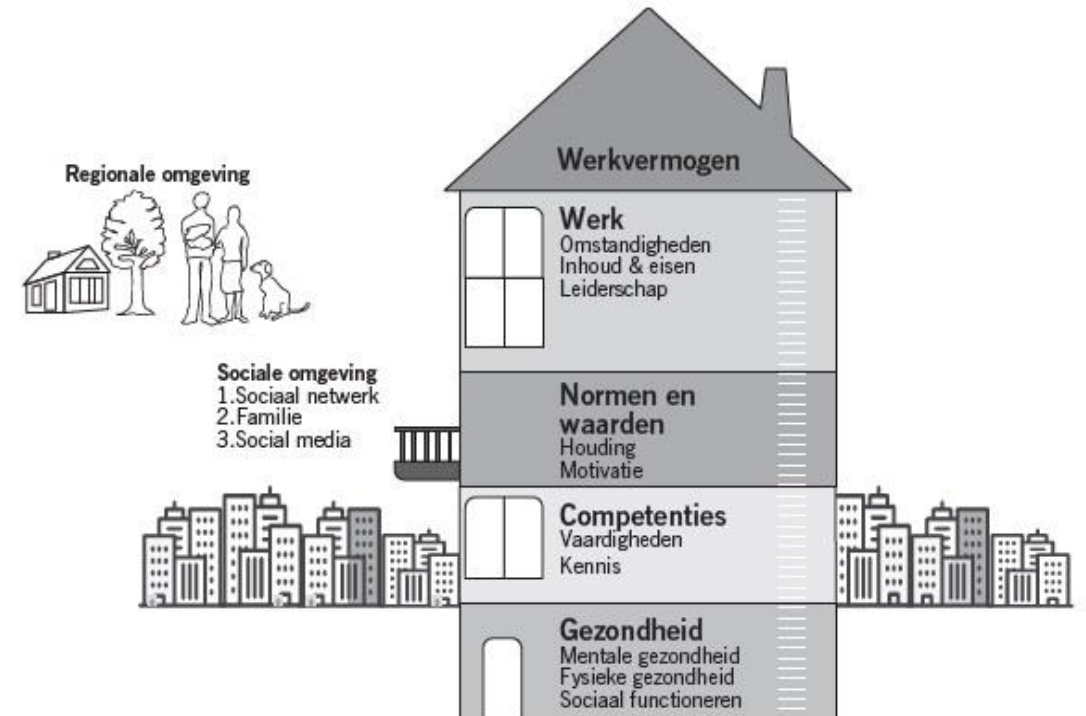 Regionale omgeving
Werkvermogen
Werk
Omstandigheden
Inhoud & eisen
Leiderschap
Sociale omgeving
1.Sociaal netwerk
2.Familie
3.Social media
Normen en
waarden
Houding
Motivatie
Competenties
Vaardigheden
Kennis
Gezondheid
Mentale gezondheid
Fysieke gezondheid
Sociaal functioneren